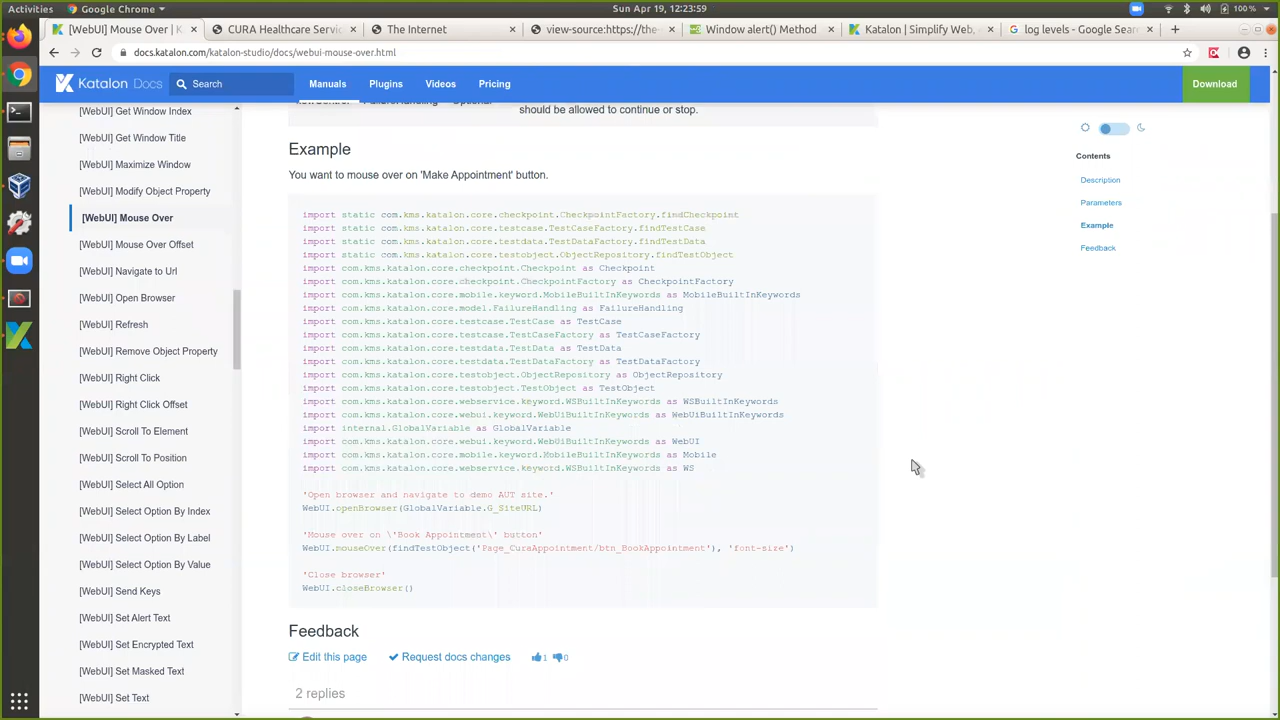 Activities
Google Chrome
Sun Apr 19, 12:23:59
100 %
[WebUI] Mouse Over |
CURA Healthcare Servic
The Internet
view-source:https://the-
Window alert() Method
Katalon | Simplify Web,
log levels - Google Sear
docs.katalon.com/katalon-studio/docs/webui-mouse-over.html
Katalon Docs
Search
Manuals
Plugins
Videos
Pricing
Download
[WebUI] Get Window Index
[WebUI] Get Window Title
[WebUI] Maximize Window
[WebUI] Modify Object Property
[WebUI] Mouse Over
[WebUI] Mouse Over Offset
[WebUI] Navigate to Url
[WebUI] Open Browser
[WebUI] Refresh
[WebUI] Remove Object Property
[WebUI] Right Click
[WebUI] Right Click Offset
[WebUI] Scroll To Element
[WebUI] Scroll To Position
[WebUI] Select All Option
[WebUI] Select Option By Index
[WebUI] Select Option By Label
[WebUI] Select Option By Value
[WebUI] Send Keys
[WebUI] Set Alert Text
[WebUI] Set Encrypted Text
[WebUI] Set Masked Text
[WebUI] Set Text
should be allowed to continue or stop.
Example
You want to mouse over on 'Make Appointment' button.
import static com.kms.katalon.core.checkpoint.CheckpointFactory.findCheckpoint
import static com.kms.katalon.core.testcase.TestCaseFactory.findTestCase
import static com.kms.katalon.core.testdata.TestDataFactory.findTestData
import static com.kms.katalon.core.testobject.ObjectRepository.findTestObject
import com.kms.katalon.core.checkpoint.Checkpoint as Checkpoint
import com.kms.katalon.core.checkpoint.CheckpointFactory as CheckpointFactory
import com.kms.katalon.core.mobile.keyword.MobileBuiltInKeywords as MobileBuiltInKeywords
import com.kms.katalon.core.model.FailureHandling as FailureHandling
import com.kms.katalon.core.testcase.TestCase as TestCase
import com.kms.katalon.core.testcase.TestCaseFactory as TestCaseFactory
import com.kms.katalon.core.testdata.TestData as TestData
import com.kms.katalon.core.testdata.TestDataFactory as TestDataFactory
import com.kms.katalon.core.testobject.ObjectRepository as ObjectRepository
import com.kms.katalon.core.testobject.TestObject as TestObject
import com.kms.katalon.core.webservice.keyword.WSBuiltInKeywords as WSBuiltInKeywords
import com.kms.katalon.core.webui.keyword.WebUiBuiltInKeywords as WebUiBuiltInKeywords
import internal.GlobalVariable as GlobalVariable
import com.kms.katalon.core.webui.keyword.WebUiBuiltInKeywords as WebUI
import com.kms.katalon.core.mobile.keyword.MobileBuiltInKeywords as Mobile
import com.kms.katalon.core.webservice.keyword.WSBuiltInKeywords as WS
'Open browser and navigate to demo AUT site.'
WebUI.openBrowser(GlobalVariable.G_SiteURL)
'Mouse over on \'Book Appointment\' button'
WebUI.mouseOver(findTestObject('Page_CuraAppointment/btn_BookAppointment'), 'font-size')
'Close browser'
WebUI.closeBrowser()
Feedback
Edit this page
Request docs changes
1
0
2 replies
Contents
Description
Parameters
Example
Feedback